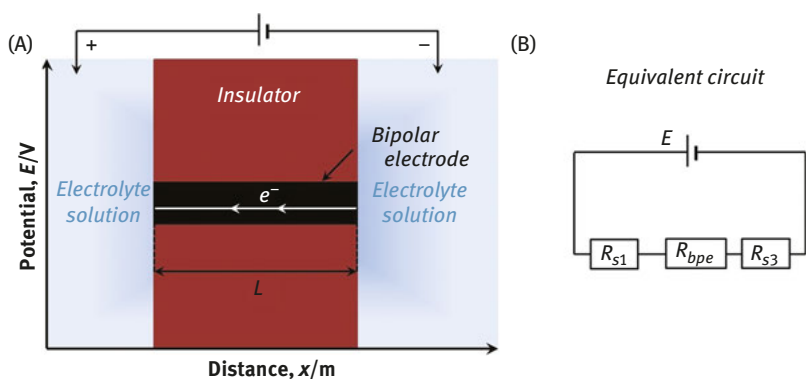 (A)
+
−
Insulator
Bipolar
electrode
Electrolyte
solution
e−
Electrolyte
solution
L
Potential, E/V
Distance, x/m
(B)
Equivalent circuit
E
Rs1
Rbpe
Rs3